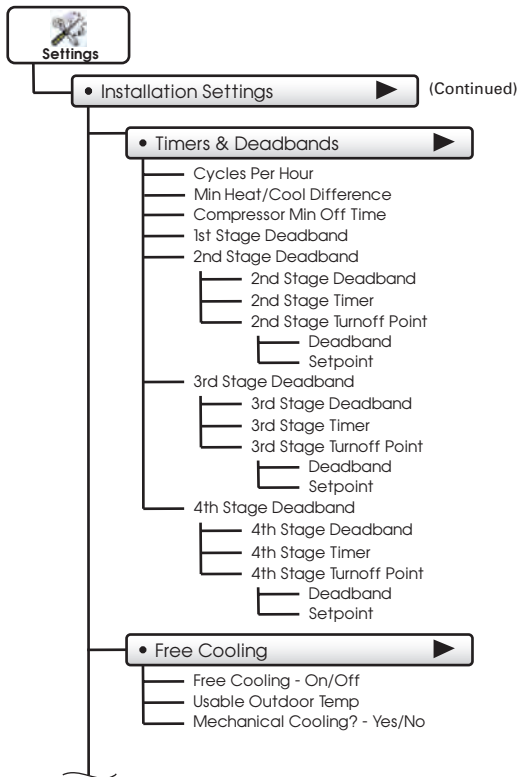 Settings
• Installation Settings (Continued)
• Timers & Deadbands
Cycles Per Hour
Min Heat/Cool Difference
Compressor Min Off Time
1st Stage Deadband
2nd Stage Deadband
2nd Stage Deadband
2nd Stage Timer
2nd Stage Turnoff Point
Deadband
Setpoint
3rd Stage Deadband
3rd Stage Deadband
3rd Stage Timer
3rd Stage Turnoff Point
Deadband
Setpoint
4th Stage Deadband
4th Stage Deadband
4th Stage Timer
4th Stage Turnoff Point
Deadband
Setpoint
• Free Cooling
Free Cooling - On/Off
Usable Outdoor Temp
Mechanical Cooling? - Yes/No